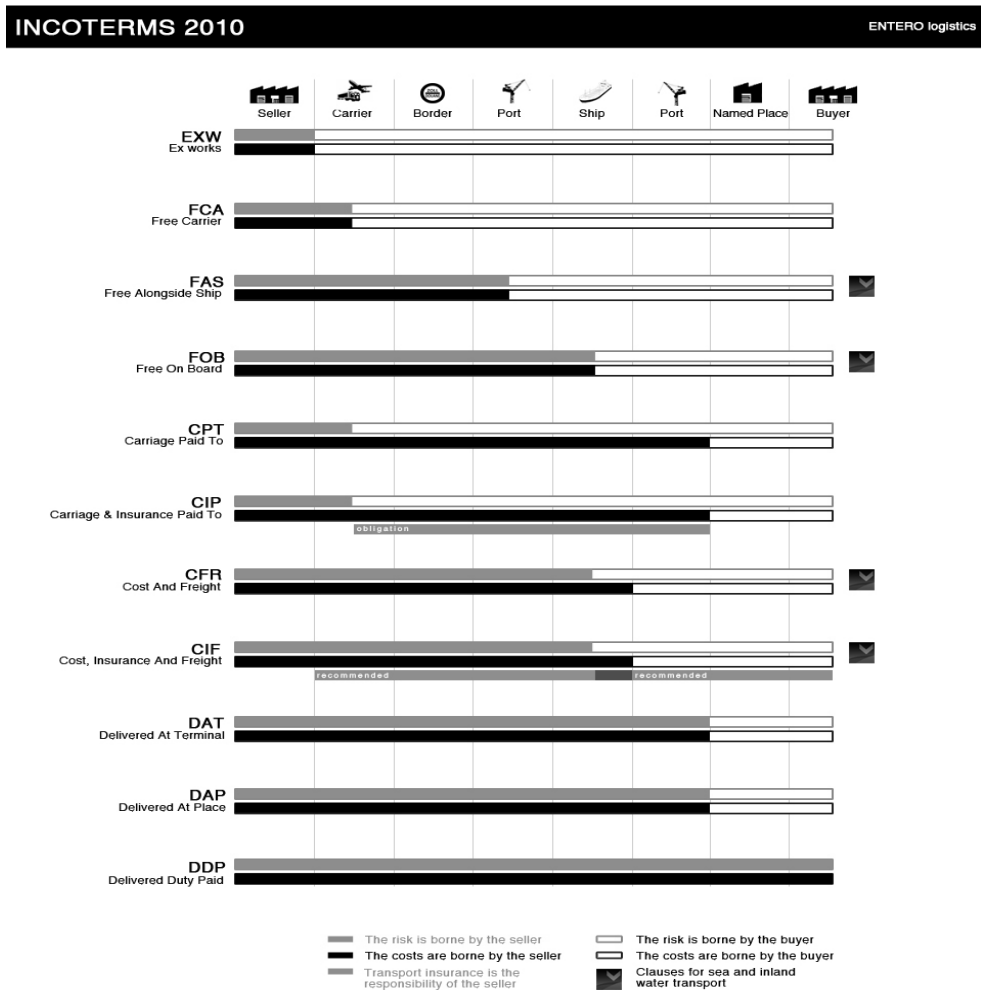 INCOTERMS 2010
ENTERO logistics
Seller Carrier Border Port Ship Port Named Place Buyer
EXW
Ex works
FCA
Free Carrier
FAS
Free Alongside Ship
FOB
Free On Board
CPT
Carriage Paid To
CIP
Carriage & Insurance Paid To
obligation
CFR
Cost And Freight
CIF
Cost, Insurance And Freight
recommended recommended
DAT
Delivered At Terminal
DAP
Delivered At Place
DDP
Delivered Duty Paid
The risk is borne by the seller
The costs are borne by the seller
Transport insurance is the
responsibility of the seller
The risk is borne by the buyer
The costs are borne by the buyer
Clauses for sea and inland
water transport